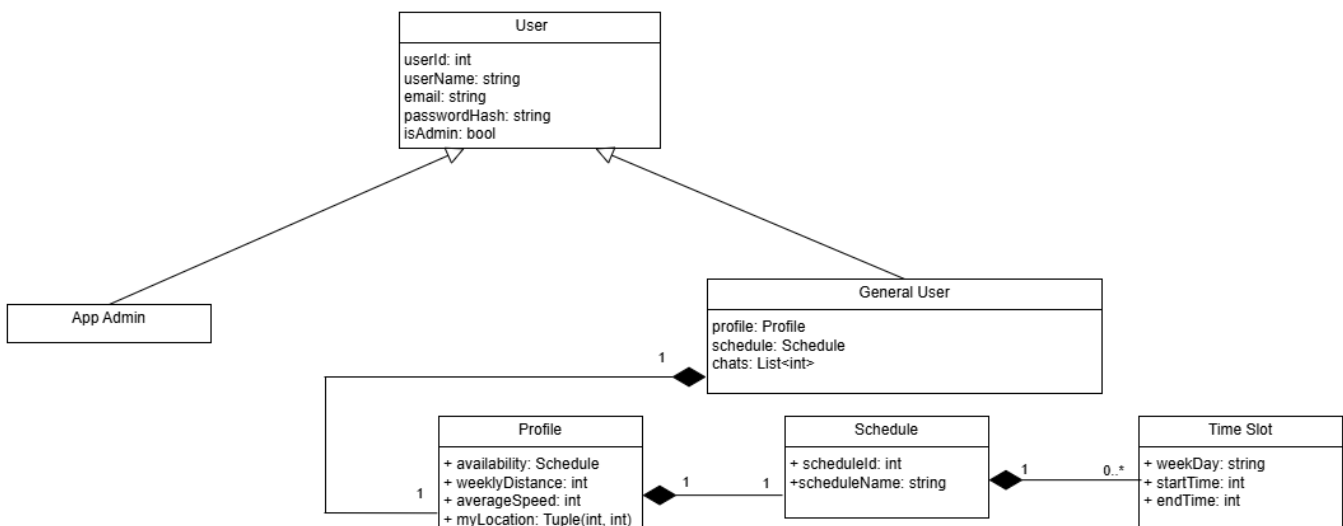 User
userId: int
userName: string
email: string
passwordHash: string
isAdmin: bool
App Admin
General User
profile: Profile
schedule: Schedule
chats: List<int>
1
1
Profile
+ availability: Schedule
+ weeklyDistance: int
+ averageSpeed: int
+ myLocation: Tuple(int, int)
1
1
Schedule
+ scheduleId: int
+scheduleName: string
1
0..*
Time Slot
+ weekDay: string
+ startTime: int
+ endTime: int